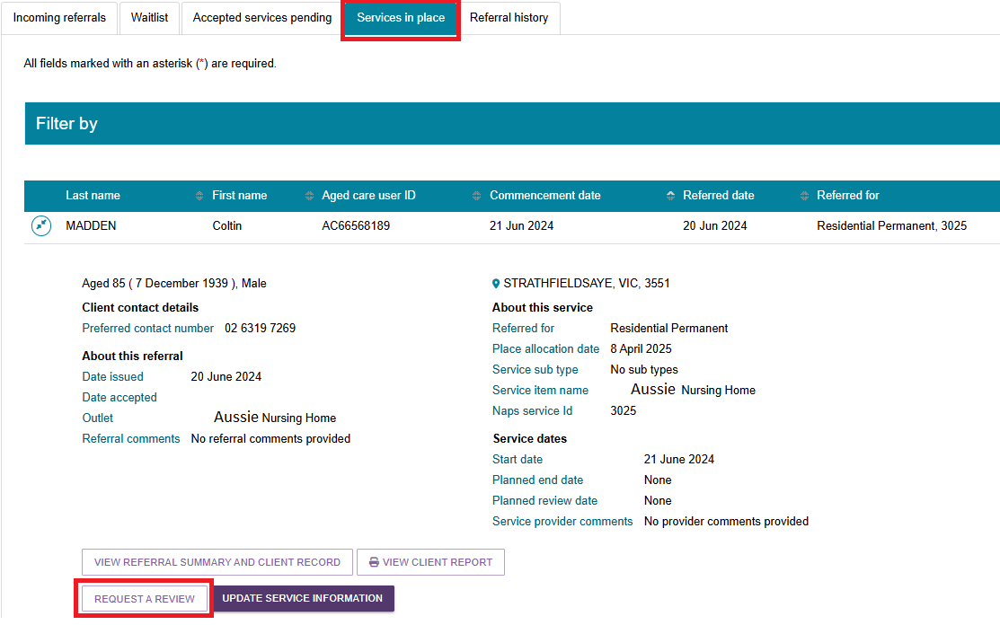 Incoming referrals Waitlist Accepted services pending Services in place Referral history
All fields marked with an asterisk (*) are required.
Filter by
Last name First name Aged care user ID Commencement date Referred date Referred for
MADDEN Coltin AC66568189 21 Jun 2024 20 Jun 2024 Residential Permanent, 3025
Aged 85 ( 7 December 1939 ), Male
Client contact details
Preferred contact number 02 6319 7269
About this referral
Date issued 20 June 2024
Date accepted
Outlet Aussie Nursing Home
Referral comments No referral comments provided
STRATHFIELDSAYE, VIC, 3551
About this service
Referred for Residential Permanent
Place allocation date 8 April 2025
Service sub type No sub types
Service item name Aussie Nursing Home
Naps service Id 3025
Service dates
Start date 21 June 2024
Planned end date None
Planned review date None
Service provider comments No provider comments provided
VIEW REFERRAL SUMMARY AND CLIENT RECORD VIEW CLIENT REPORT
REQUEST A REVIEW UPDATE SERVICE INFORMATION